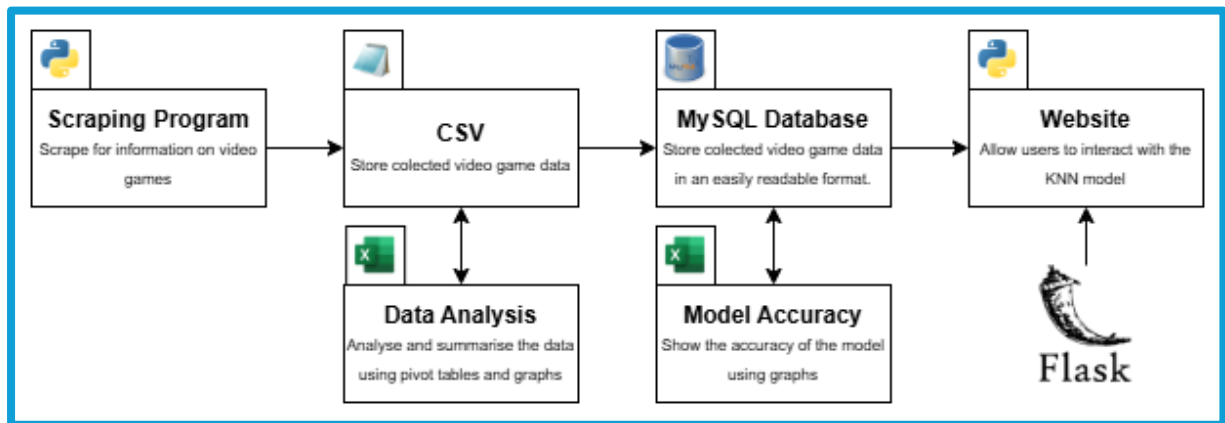 Scraping Program
Scrape for information on video
games
CSV
Store colected video game data
MySQL Database
Store colected video game data
in an easily readable format.
Website
Allow users to interact with the
KNN model
Data Analysis
Analyse and summarise the data
using pivot tables and graphs
Model Accuracy
Show the accuracy of the model
using graphs
Flask